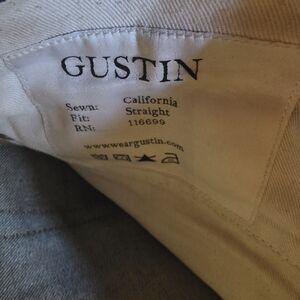 GUSTIN
Sewn: California
Fit: Straight
RN: 116699
www.weargustin.com